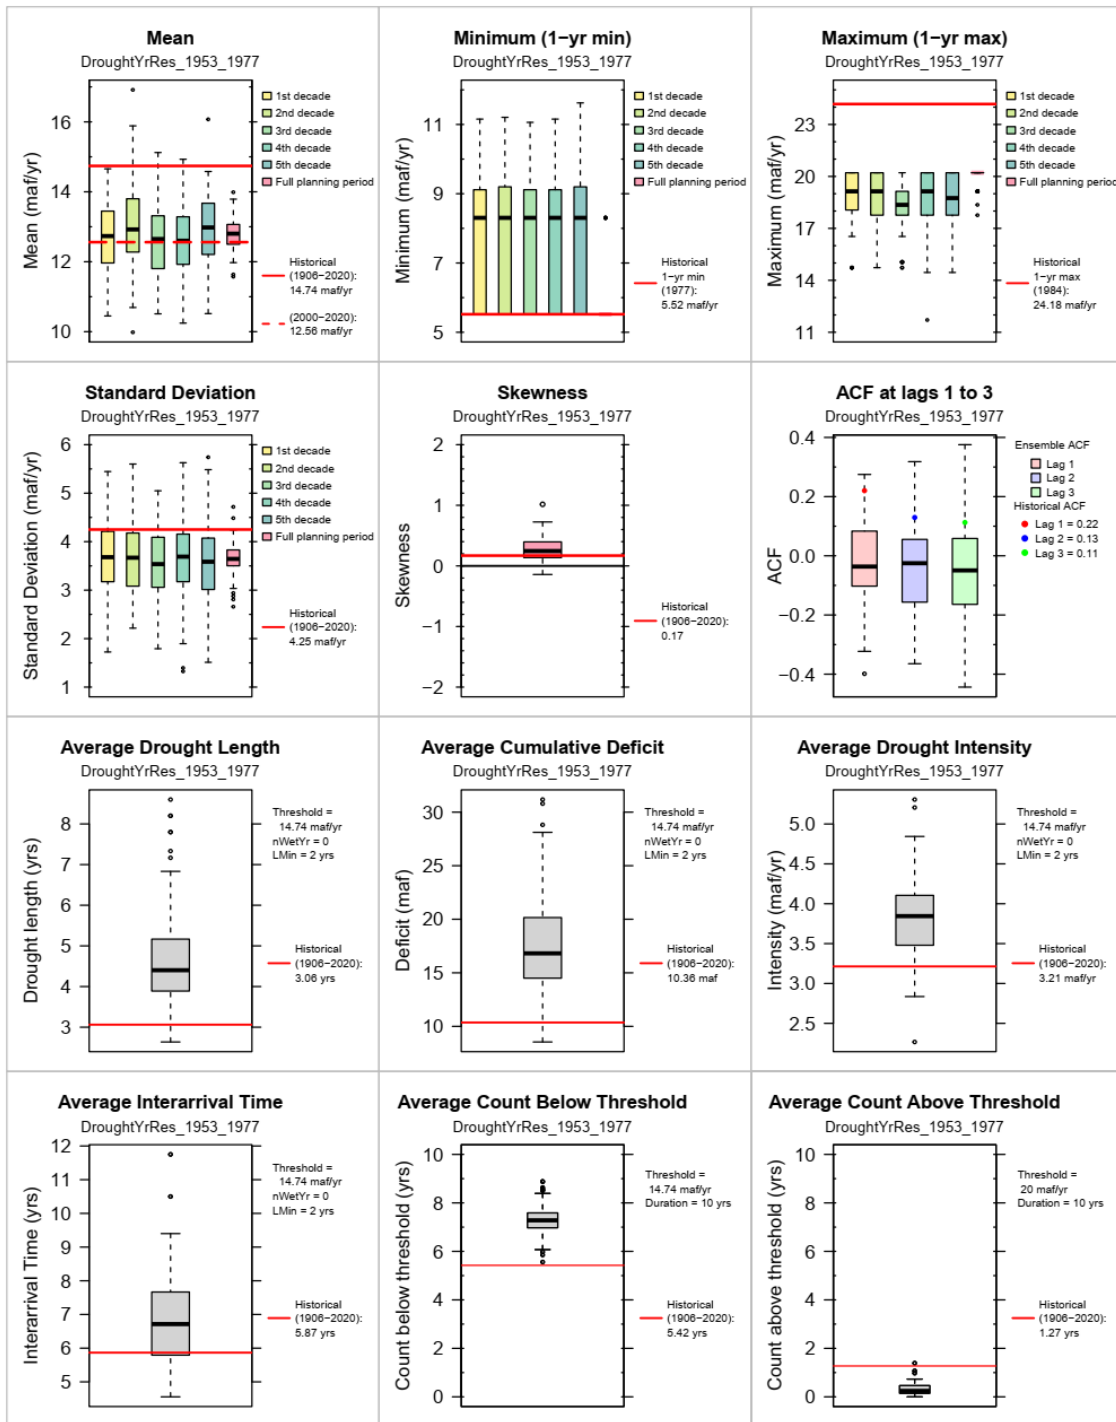 Mean
DroughtYrRes_1953_1977
Mean (maf/yr)
16
14
12
10
1st decade
2nd decade
3rd decade
4th decade
5th decade
Full planning period
Historical
(1906−2020):
14.74 maf/yr
(2000−2020):
12.56 maf/yr
Minimum (1−yr min)
DroughtYrRes_1953_1977
Minimum (maf/yr)
11
9
7
5
1st decade
2nd decade
3rd decade
4th decade
5th decade
Full planning period
Historical
1−yr min
(1977):
5.52 maf/yr
Maximum (1−yr max)
DroughtYrRes_1953_1977
Maximum (maf/yr)
23
20
17
14
11
1st decade
2nd decade
3rd decade
4th decade
5th decade
Full planning period
Historical
1−yr max
(1984):
24.18 maf/yr
Standard Deviation
DroughtYrRes_1953_1977
Standard Deviation (maf/yr)
6
5
4
3
2
1
1st decade
2nd decade
3rd decade
4th decade
5th decade
Full planning period
Historical
(1906−2020):
4.25 maf/yr
Skewness
DroughtYrRes_1953_1977
Skewness
2
1
0
−1
−2
Historical
(1906−2020):
0.17
ACF at lags 1 to 3
DroughtYrRes_1953_1977
ACF
0.4
0.2
0.0
−0.2
−0.4
Ensemble ACF
Lag 1
Lag 2
Lag 3
Historical ACF
Lag 1 = 0.22
Lag 2 = 0.13
Lag 3 = 0.11
Average Drought Length
DroughtYrRes_1953_1977
Drought length (yrs)
8
7
6
5
4
3
Threshold =
14.74 maf/yr
nWetYr = 0
LMin = 2 yrs
Historical
(1906−2020):
3.06 yrs
Average Cumulative Deficit
DroughtYrRes_1953_1977
Deficit (maf)
30
25
20
15
10
Threshold =
14.74 maf/yr
nWetYr = 0
LMin = 2 yrs
Historical
(1906−2020):
10.36 maf
Average Drought Intensity
DroughtYrRes_1953_1977
Intensity (maf/yr)
5.0
4.5
4.0
3.5
3.0
2.5
Threshold =
14.74 maf/yr
nWetYr = 0
LMin = 2 yrs
Historical
(1906−2020):
3.21 maf/yr
Average Interarrival Time
DroughtYrRes_1953_1977
Interarrival Time (yrs)
12
11
10
9
8
7
6
5
Threshold =
14.74 maf/yr
nWetYr = 0
LMin = 2 yrs
Historical
(1906−2020):
5.87 yrs
Average Count Below Threshold
DroughtYrRes_1953_1977
Count below threshold (yrs)
10
8
6
4
2
0
Threshold =
14.74 maf/yr
Duration = 10 yrs
Historical
(1906−2020):
5.42 yrs
Average Count Above Threshold
DroughtYrRes_1953_1977
Count above threshold (yrs)
10
8
6
4
2
0
Threshold =
20 maf/yr
Duration = 10 yrs
Historical
(1906−2020):
1.27 yrs